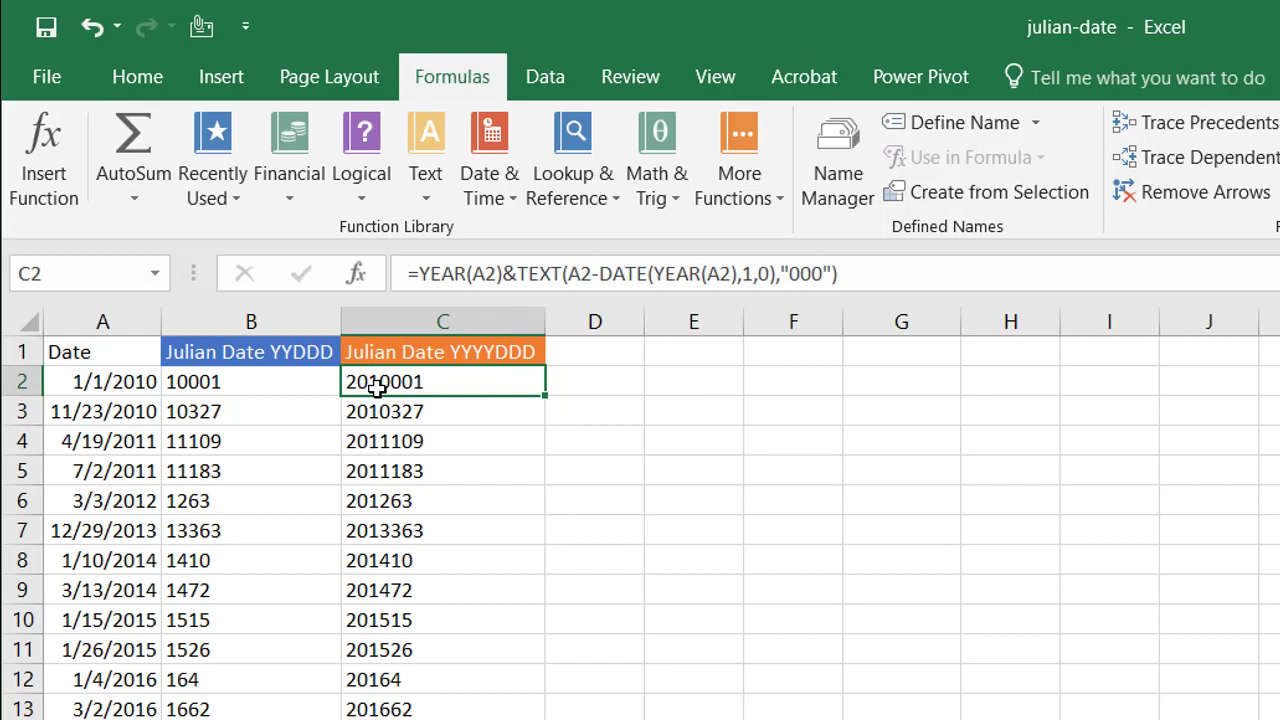 julian-date - Excel
File Home Insert Page Layout Formulas Data Review View Acrobat Power Pivot Tell me what you want to do
fx Insert Function
Σ AutoSum
Recently Used
Financial
? Logical
A Text
Date & Time
Lookup & Reference
θ Math & Trig
More Functions
Function Library
Name Manager
Define Name
Use in Formula
Create from Selection
Defined Names
Trace Precedents
Trace Dependent
Remove Arrows
F
C2 fx =YEAR(A2)&TEXT(A2-DATE(YEAR(A2),1,0),"000")
A B C D E F G H I J
1 Date Julian Date YYDDD Julian Date YYYYDDD
2 1/1/2010 10001 2010001
3 11/23/2010 10327 2010327
4 4/19/2011 11109 2011109
5 7/2/2011 11183 2011183
6 3/3/2012 1263 201263
7 12/29/2013 13363 2013363
8 1/10/2014 1410 201410
9 3/13/2014 1472 201472
10 1/15/2015 1515 201515
11 1/26/2015 1526 201526
12 1/4/2016 164 20164
13 3/2/2016 1662 201662